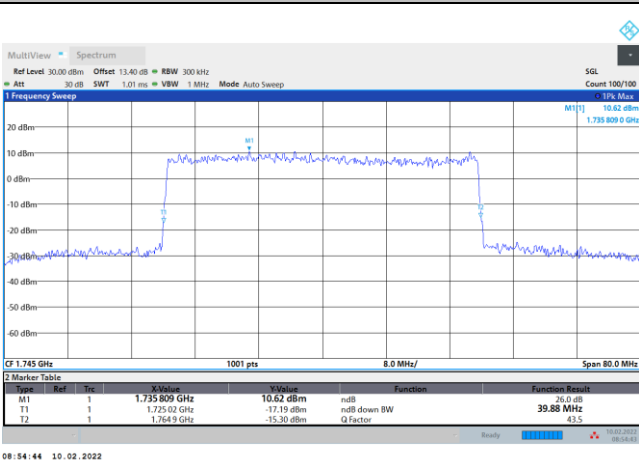 MultiView Spectrum
Ref Level 30.00 dBm Offset 13.40 dB RBW 300 kHz SGL
Att 30 dB SWT 1.01 ms VBW 1 MHz Mode Auto Sweep Count 100/100
1 Frequency Sweep 1Pk Max
M1[1] 10.62 dBm
1.735 809 0 GHz
20 dBm
M1
10 dBm
0 dBm
-10 dBm
T1 T2
-20 dBm
-30 dBm
-40 dBm
-50 dBm
-60 dBm
CF 1.745 GHz 1001 pts 8.0 MHz/ Span 80.0 MHz
2 Marker Table
Type Ref Trc X-Value Y-Value Function Function Result
M1 1 1.735 809 GHz 10.62 dBm ndB 26.0 dB
T1 1 1.725 02 GHz -17.19 dBm ndB down BW 39.88 MHz
T2 1 1.764 9 GHz -15.30 dBm Q Factor 43.5
Ready 10.02.2022
08:54:43
08:54:44 10.02.2022